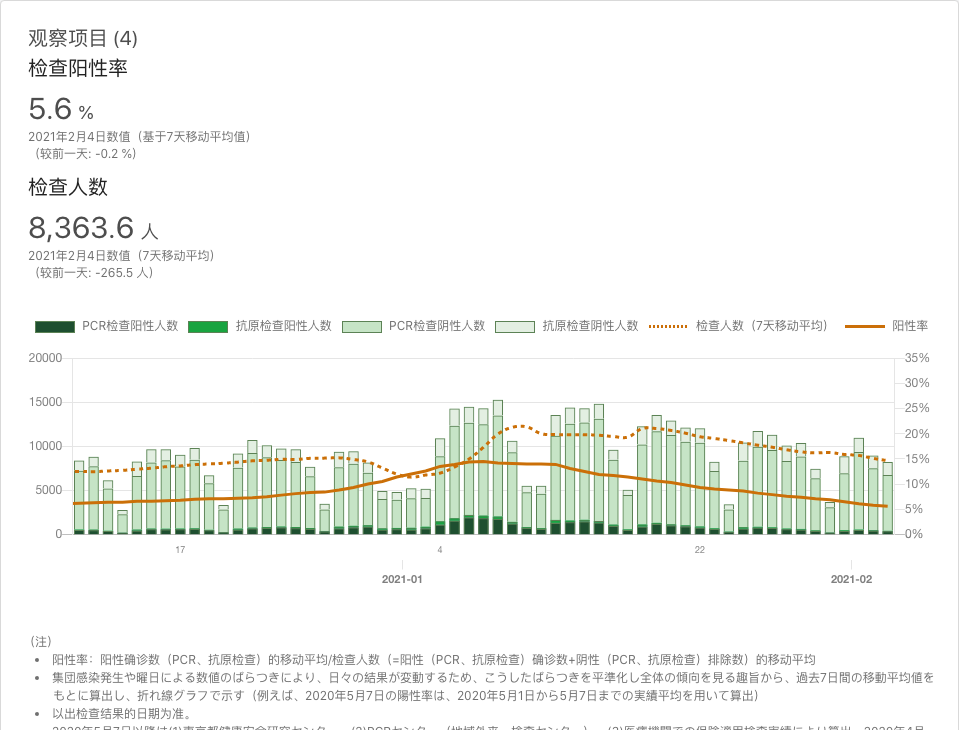 观察项目 (4)
检查阳性率
5.6 %
2021年2月4日数值（基于7天移动平均值）
（较前一天: -0.2 %）
检查人数
8,363.6 人
2021年2月4日数值（7天移动平均）
（较前一天: -265.5 人）
PCR检查阳性人数 抗原检查阳性人数 PCR检查阴性人数 抗原检查阴性人数 检查人数（7天移动平均） 阳性率
20000 35%
30%
15000 25%
20%
10000 15%
5000 10%
5%
0 0%
17 4 22
2021-01 2021-02
（注）
• 阳性率：阳性确诊数（PCR、抗原检查）的移动平均/检查人数（=阳性（PCR、抗原检查）确诊数+阴性（PCR、抗原检查）排除数）的移动平均
• 集団感染発生や曜日による数値のばらつきにより、日々の結果が変動するため、こうしたばらつきを平準化し全体の傾向を見る趣旨から、過去7日間の移動平均値を
もとに算出し、折れ線グラフで示す（例えば、2020年5月7日の陽性率は、2020年5月1日から5月7日までの実績平均を用いて算出）
• 以出检查结果的日期为准。